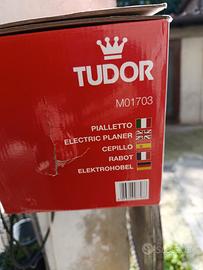 TUDOR
M01703
PIALLETTO
ELECTRIC PLANER
CEPILLO
RABOT
ELEKTROHOBEL